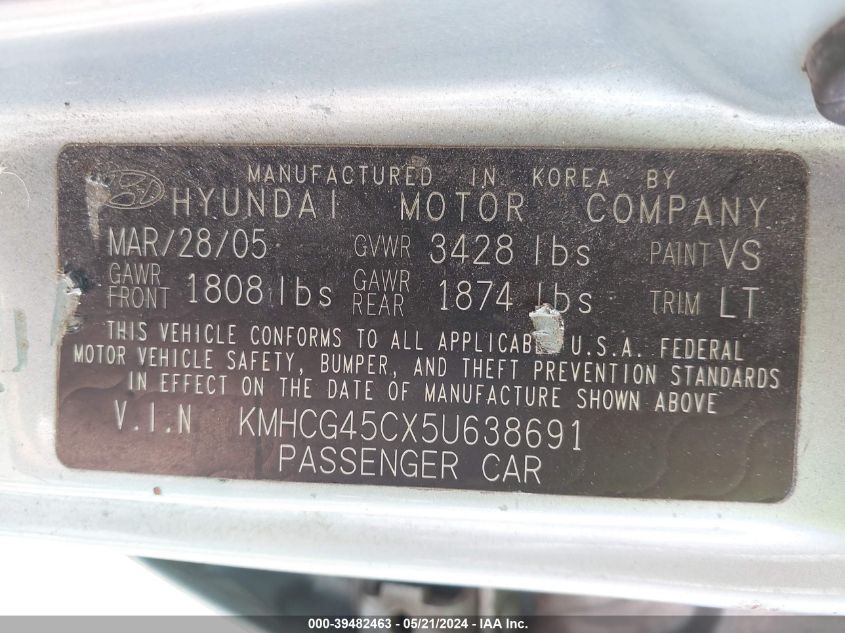 MANUFACTURED IN KOREA BY
HYUNDAI MOTOR COMPANY
MAR/28/05 GVWR 3428 lbs PAINT VS
GAWR FRONT 1808 lbs GAWR REAR 1874 lbs TRIM LT
THIS VEHICLE CONFORMS TO ALL APPLICAB U.S.A. FEDERAL
MOTOR VEHICLE SAFETY, BUMPER, AND THEFT PREVENTION STANDARDS
IN EFFECT ON THE DATE OF MANUFACTURE SHOWN ABOVE
V.I.N KMHCG45CX5U638691
PASSENGER CAR
000-39482463 - 05/21/2024 - IAA Inc.